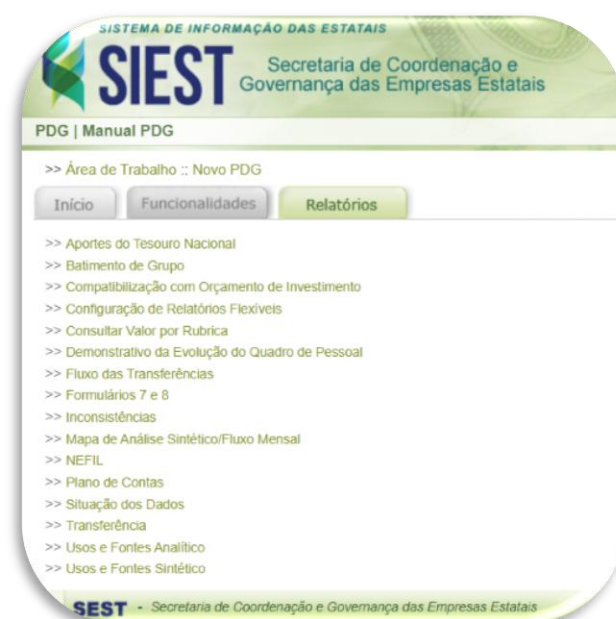 SISTEMA DE INFORMAÇÃO DAS ESTATAIS
SIEST
Secretaria de Coordenação e
Governança das Empresas Estatais
PDG | Manual PDG
>> Área de Trabalho :: Novo PDG
Início Funcionalidades Relatórios
>> Aportes do Tesouro Nacional
>> Batimento de Grupo
>> Compatibilização com Orçamento de Investimento
>> Configuração de Relatórios Flexíveis
>> Consultar Valor por Rubrica
>> Demonstrativo da Evolução do Quadro de Pessoal
>> Fluxo das Transferências
>> Formulários 7 e 8
>> Inconsistências
>> Mapa de Análise Sintético/Fluxo Mensal
>> NEFIL
>> Plano de Contas
>> Situação dos Dados
>> Transferência
>> Usos e Fontes Analítico
>> Usos e Fontes Sintético
SEST - Secretaria de Coordenação e Governança das Empresas Estatais